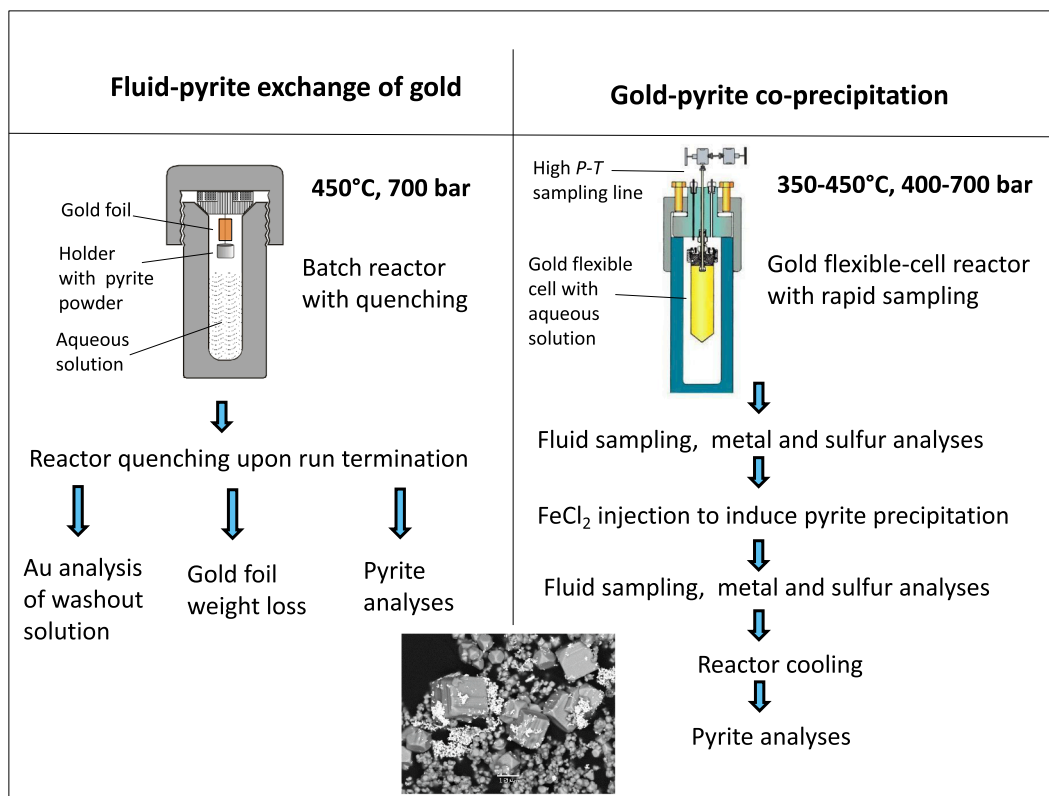 Fluid-pyrite exchange of gold
450°C, 700 bar
Gold foil
Holder
with pyrite
powder
Aqueous
solution
Batch reactor
with quenching
Reactor quenching upon run termination
Au analysis
of washout
solution
Gold foil
weight loss
Pyrite
analyses
Gold-pyrite co-precipitation
High P-T
sampling line
350-450°C, 400-700 bar
Gold flexible
cell with
aqueous
solution
Gold flexible-cell reactor
with rapid sampling
Fluid sampling, metal and sulfur analyses
FeCl₂ injection to induce pyrite precipitation
Fluid sampling, metal and sulfur analyses
Reactor cooling
Pyrite analyses